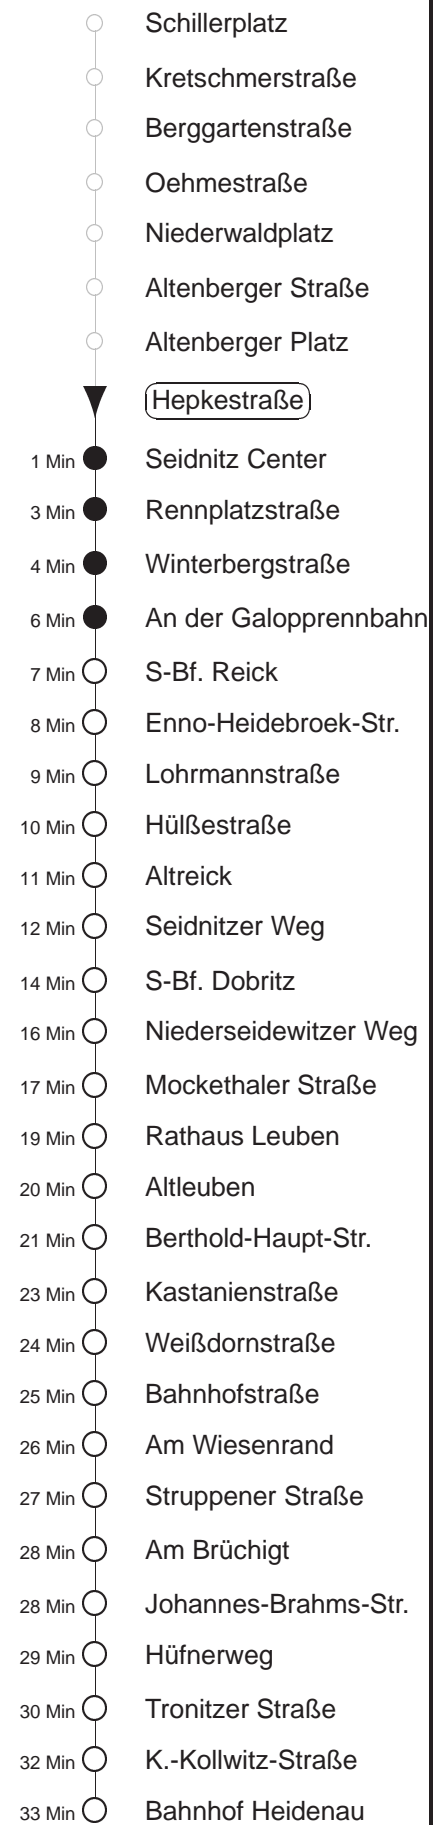 Schillerplatz
Kretschmerstraße
Berggartenstraße
Oehmestraße
Niederwaldplatz
Altenberger Straße
Altenberger Platz
Hepkestraße
1 Min Seidnitz Center
3 Min Rennplatzstraße
4 Min Winterbergstraße
6 Min An der Galopprennbahn
7 Min S-Bf. Reick
8 Min Enno-Heidebroek-Str.
9 Min Lohrmannstraße
10 Min Hülßestraße
11 Min Altreick
12 Min Seidnitzer Weg
14 Min S-Bf. Dobritz
16 Min Niederseidewitzer Weg
17 Min Mockethaler Straße
19 Min Rathaus Leuben
20 Min Altleuben
21 Min Berthold-Haupt-Str.
23 Min Kastanienstraße
24 Min Weißdornstraße
25 Min Bahnhofstraße
26 Min Am Wiesenrand
27 Min Struppener Straße
28 Min Am Brüchigt
28 Min Johannes-Brahms-Str.
29 Min Hüfnerweg
30 Min Tronitzer Straße
32 Min K.-Kollwitz-Straße
33 Min Bahnhof Heidenau